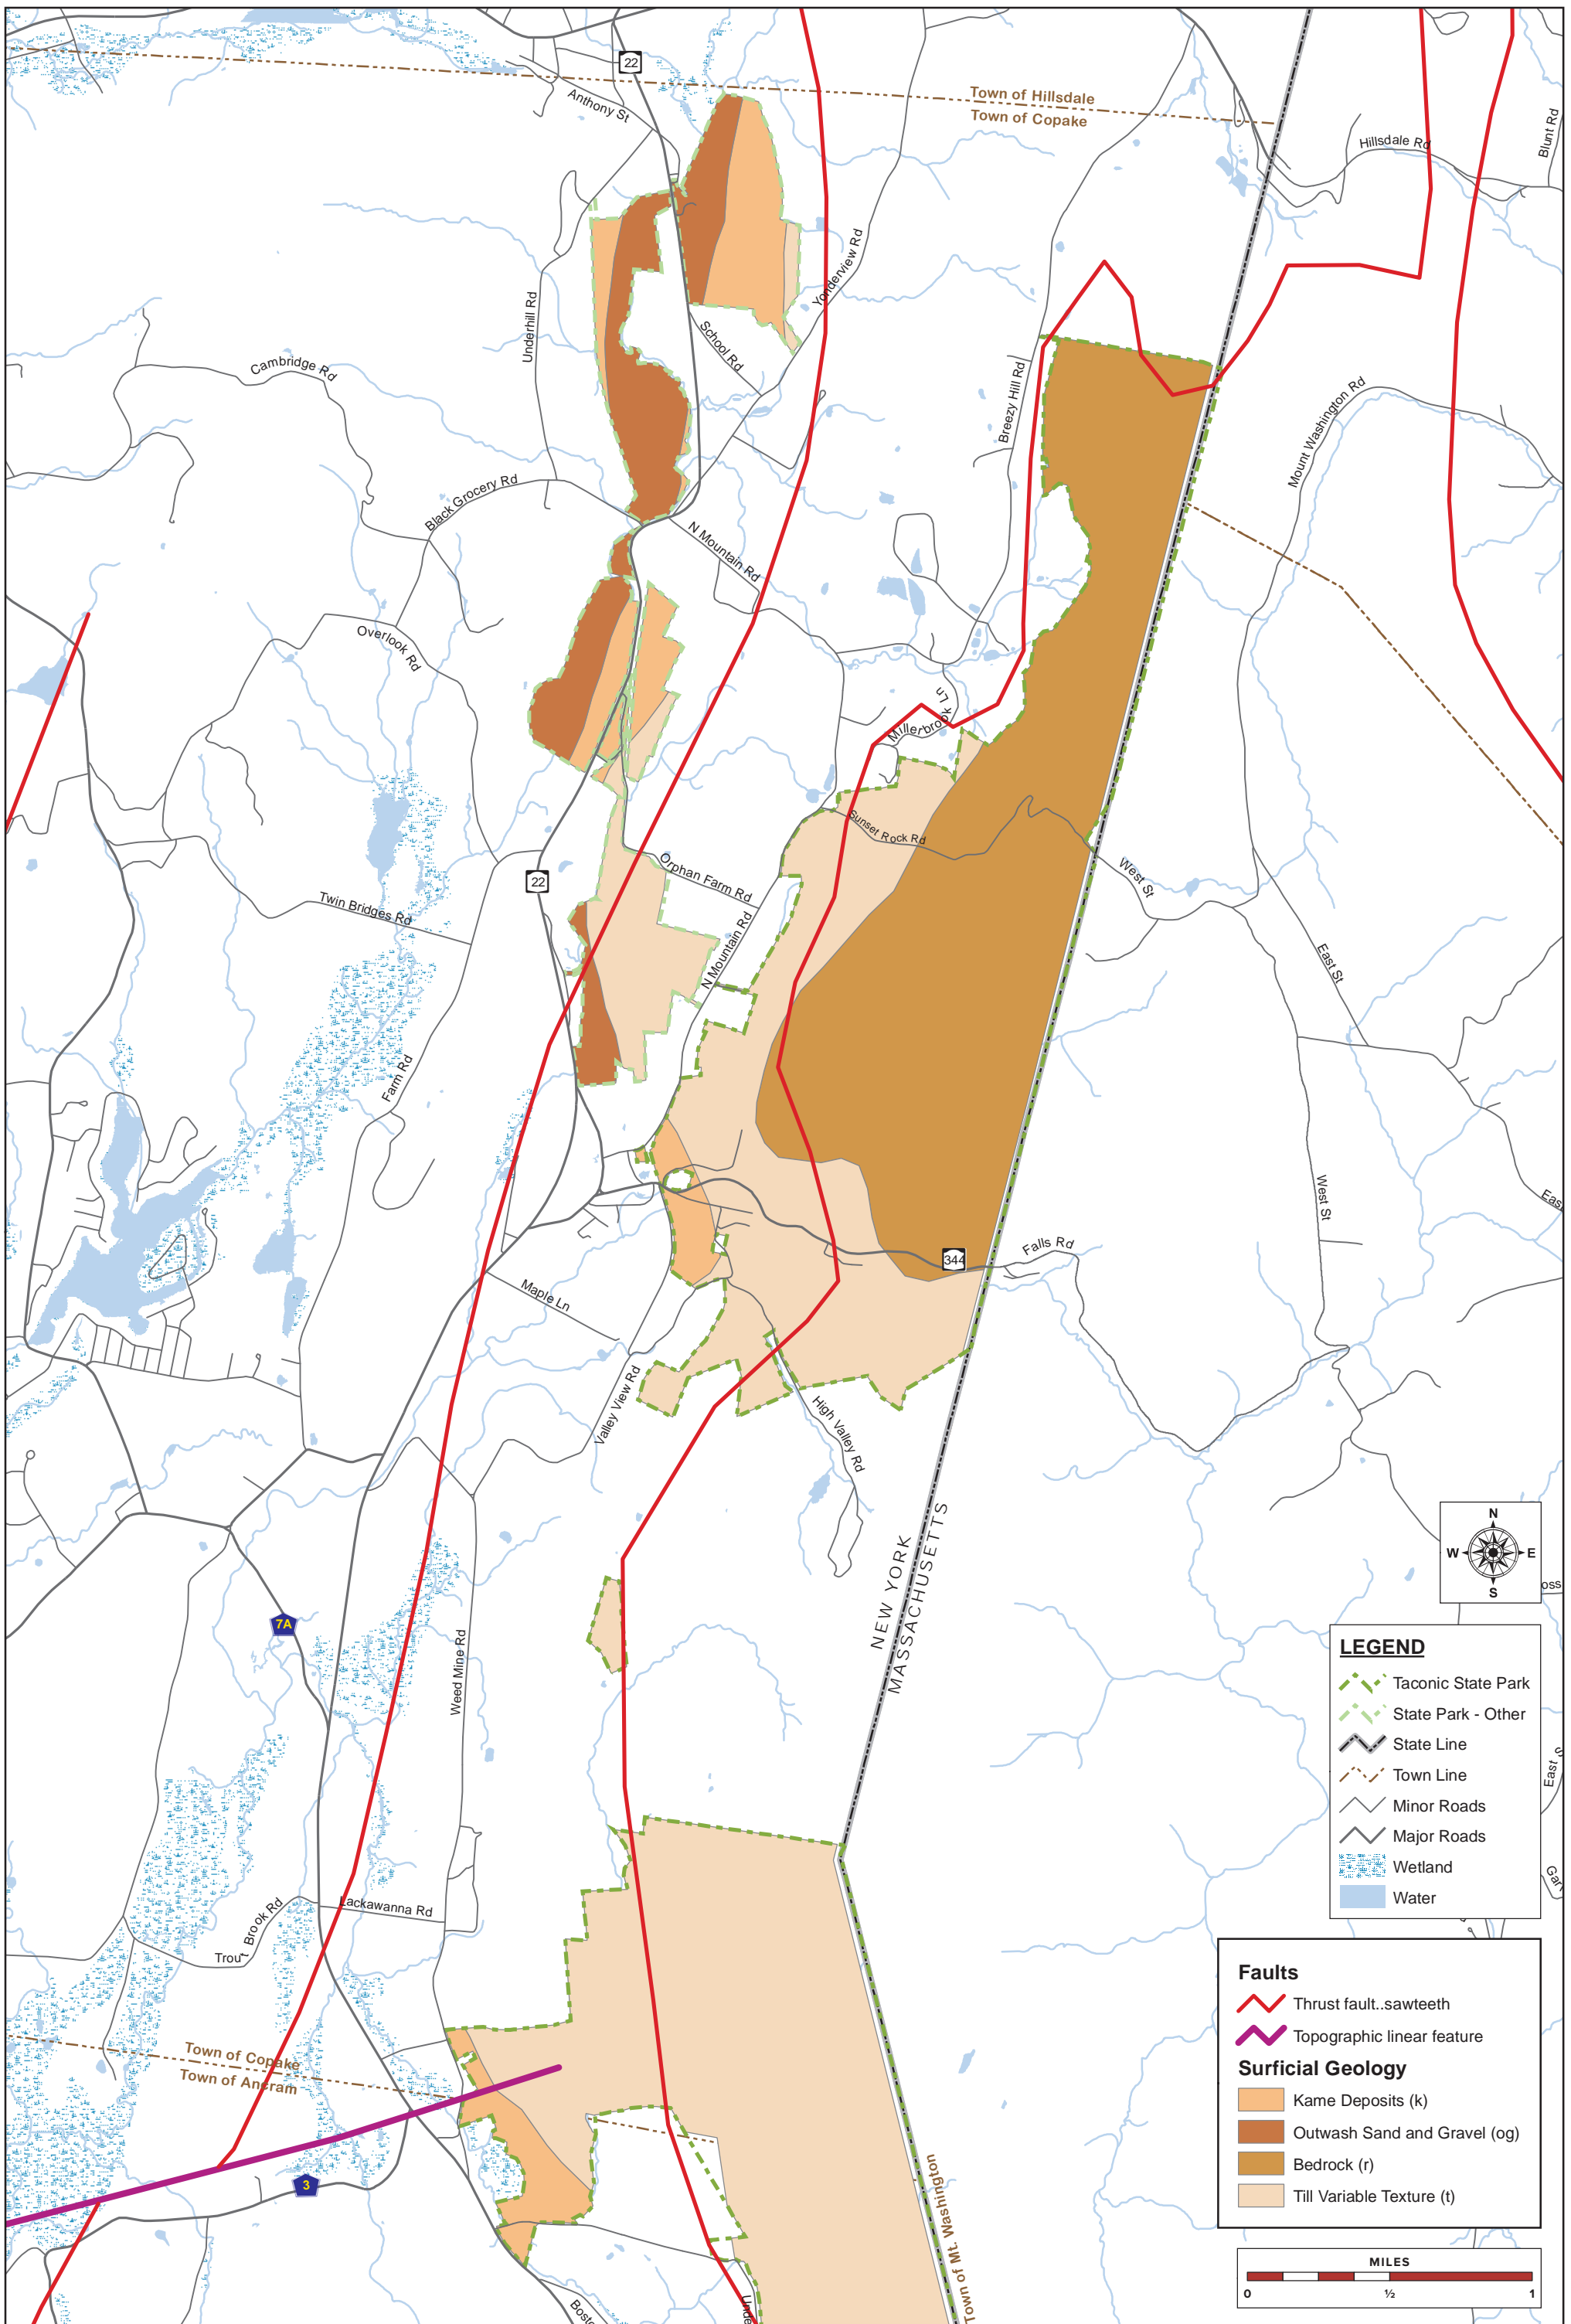 22
Anthony St
Town of Hillsdale
Town of Copake
Hillsdale Rd
Blunt Rd
Yonderview Rd
Underhill Rd
School Rd
Cambridge Rd
Breezy Hill Rd
Mount Washington Rd
Black Grocery Rd
N Mountain Rd
Overlook Rd
Millerbrook Ln
Sunset Rock Rd
West St
Orphan Farm Rd
22
Twin Bridges Rd
N Mountain Rd
East St
Farm Rd
West St
Eas
344
Falls Rd
Maple Ln
Valley View Rd
High Valley Rd
NEW YORK
MASSACHUSETTS
N
W
E
S
oss
7A
Weed Mine Rd
LEGEND
Taconic State Park
State Park - Other
State Line
Town Line
Minor Roads
Major Roads
Wetland
Water
East S
Gar
Lackawanna Rd
Trout Brook Rd
Town of Copake
Town of Ancram
3
Faults
Thrust fault..sawteeth
Topographic linear feature
Surficial Geology
Kame Deposits (k)
Outwash Sand and Gravel (og)
Bedrock (r)
Till Variable Texture (t)
Town of Mt. Washington
MILES
0
½
1
Bosto
Unde